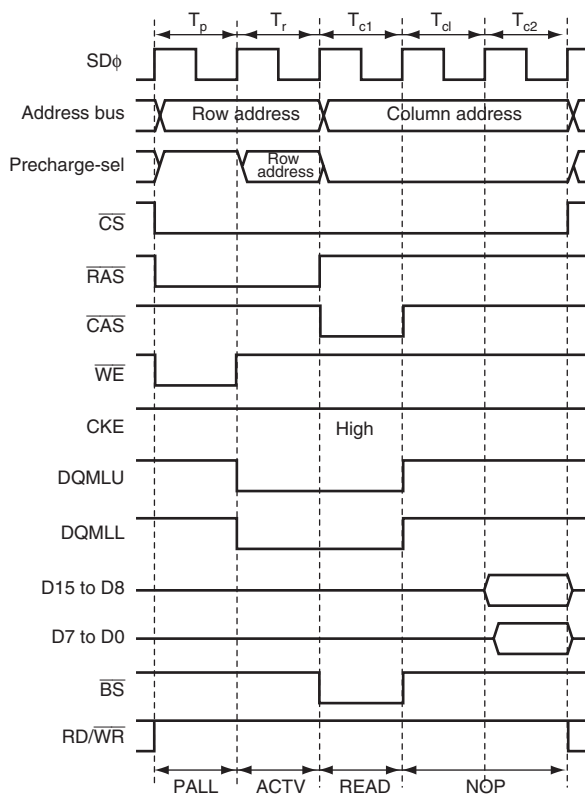 Tp Tr Tc1 Tcl Tc2
SDϕ
Address bus Row address Column address
Precharge-sel Row
address
CS
RAS
CAS
WE
CKE High
DQMLU
DQMLL
D15 to D8
D7 to D0
BS
RD/WR
PALL ACTV READ NOP